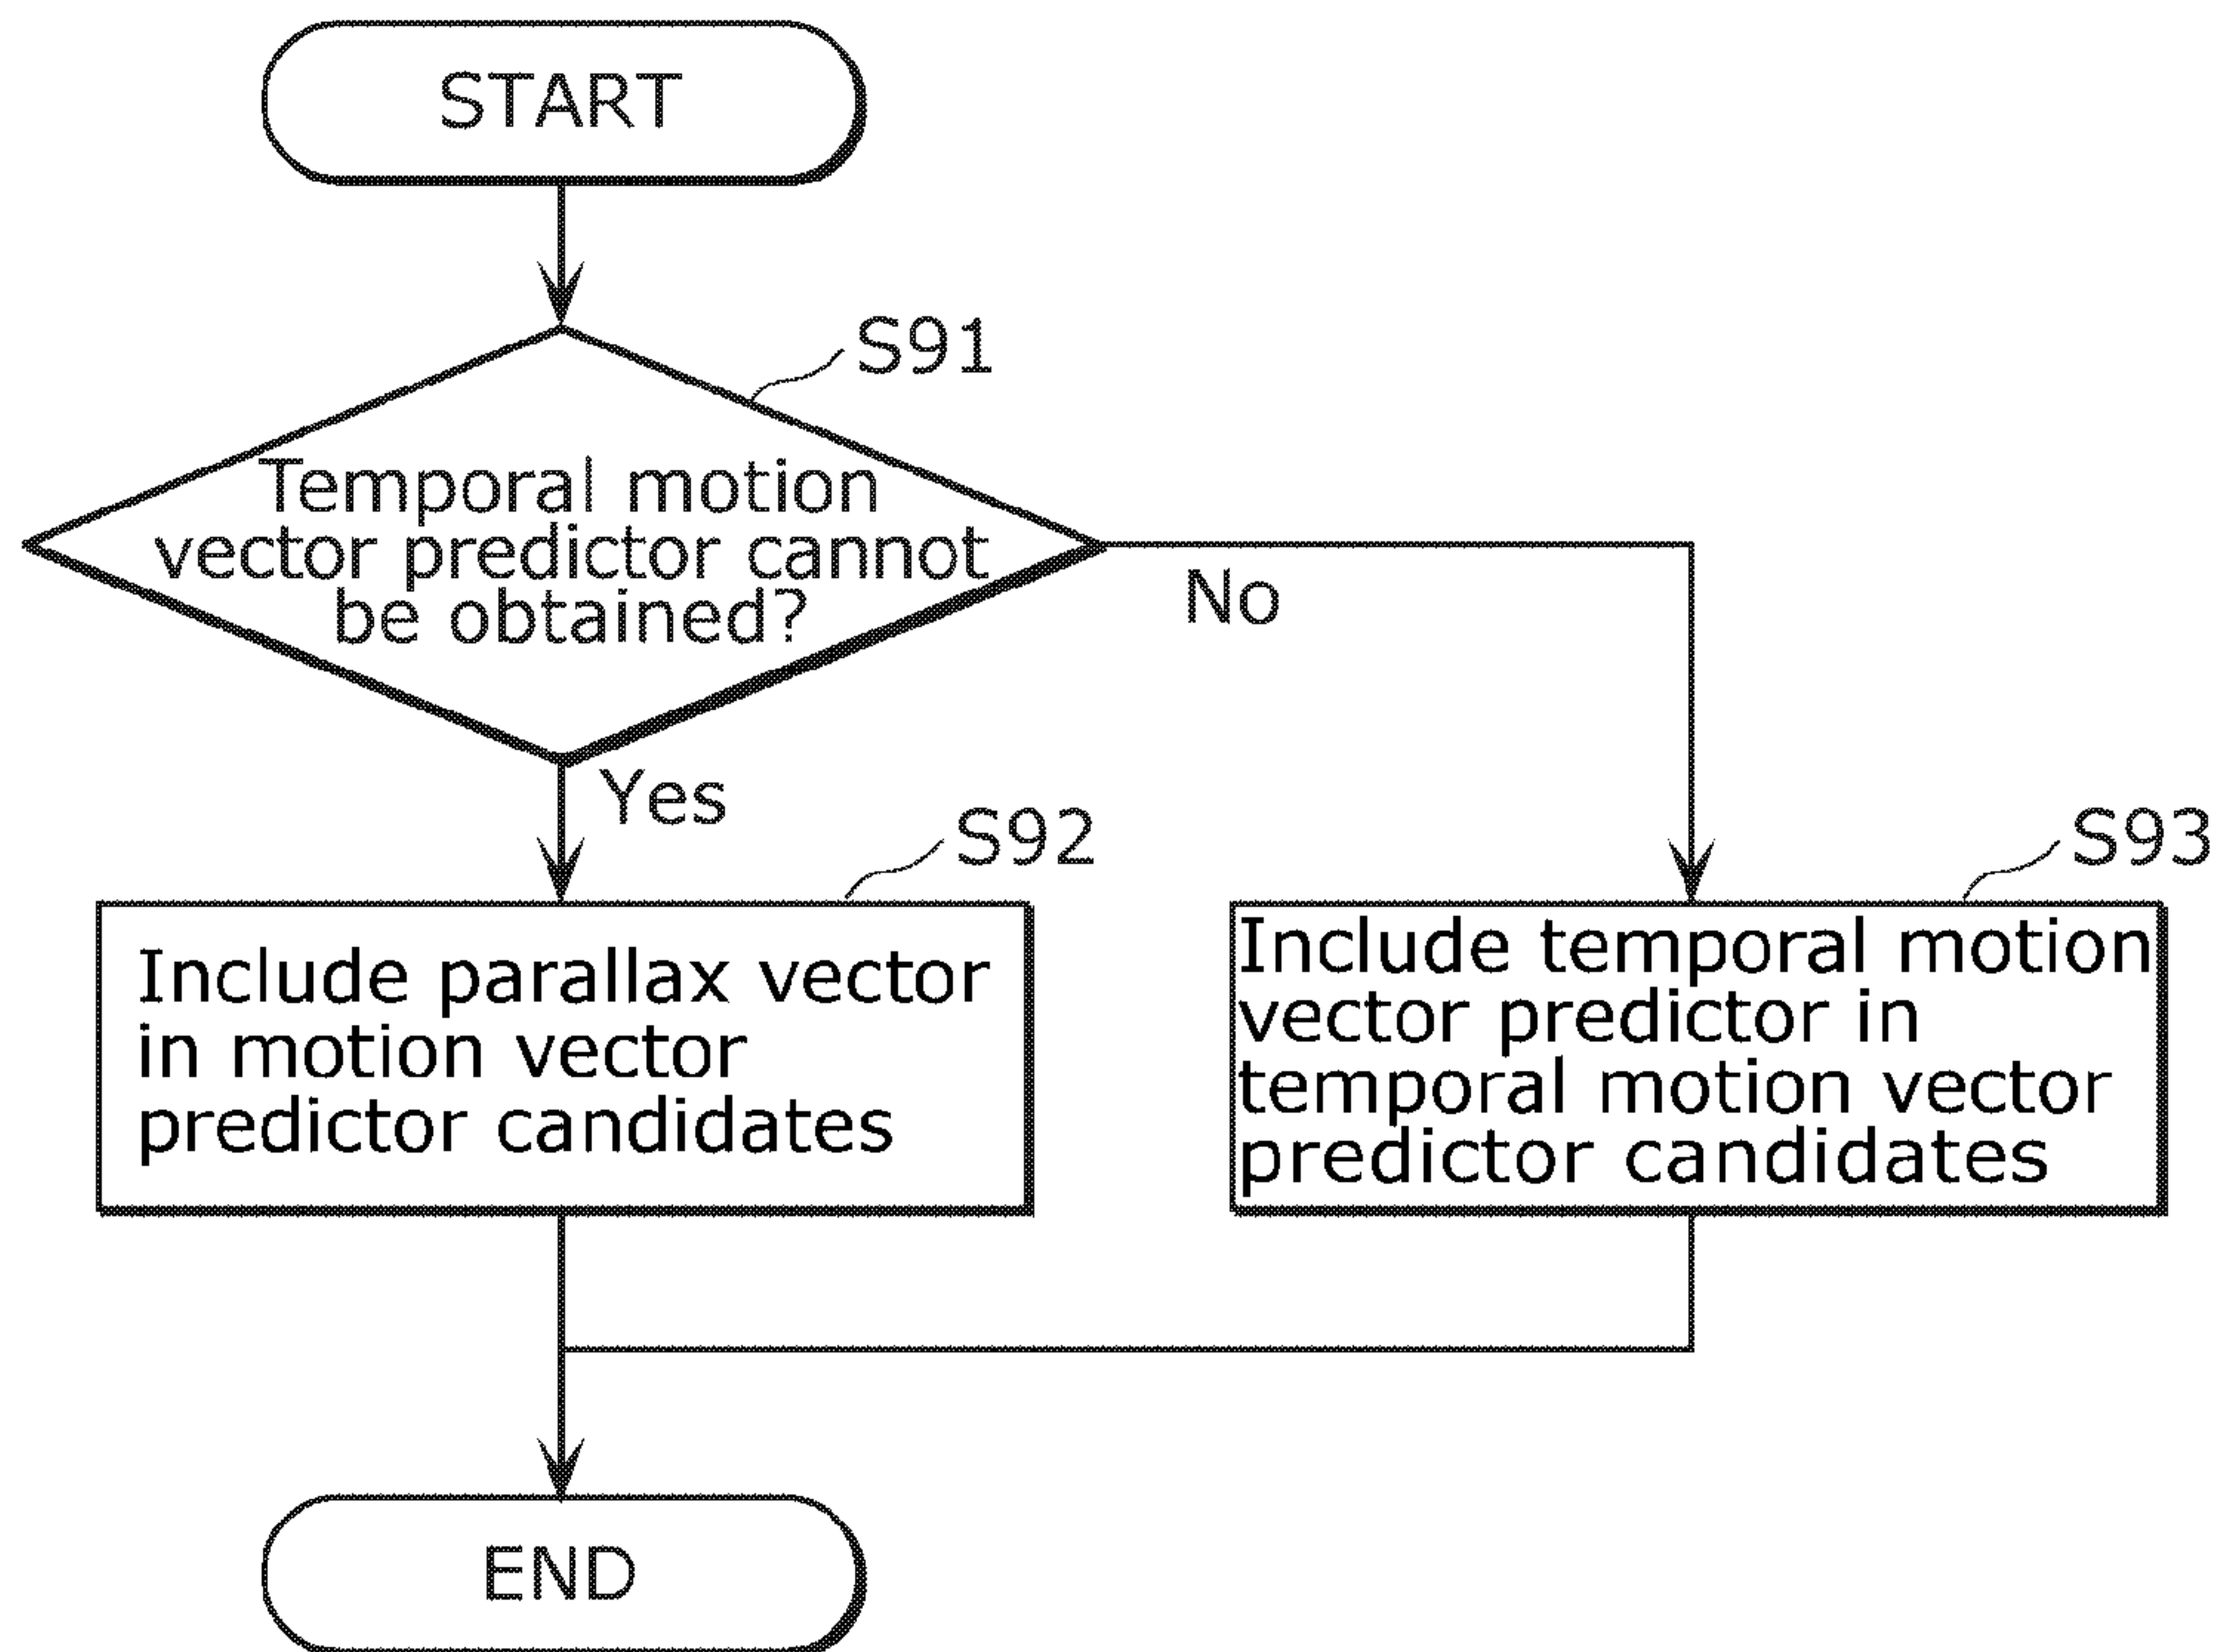 START
S91
Temporal motion
vector predictor cannot
be obtained?
No
Yes
S92
Include parallax vector
in motion vector
predictor candidates
S93
Include temporal motion
vector predictor in
temporal motion vector
predictor candidates
END